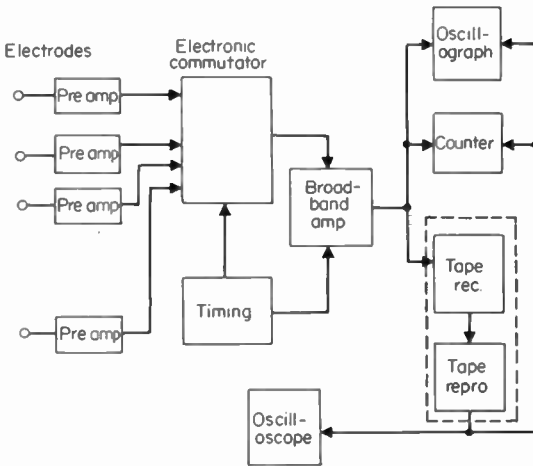 Electrodes
Electronic
commutator
Pre amp
Pre amp
Pre amp
Pre amp
Timing
Broad-
band
amp
Oscill-
ograph
Counter
Tape
rec.
Tape
repro
Oscill-
oscope